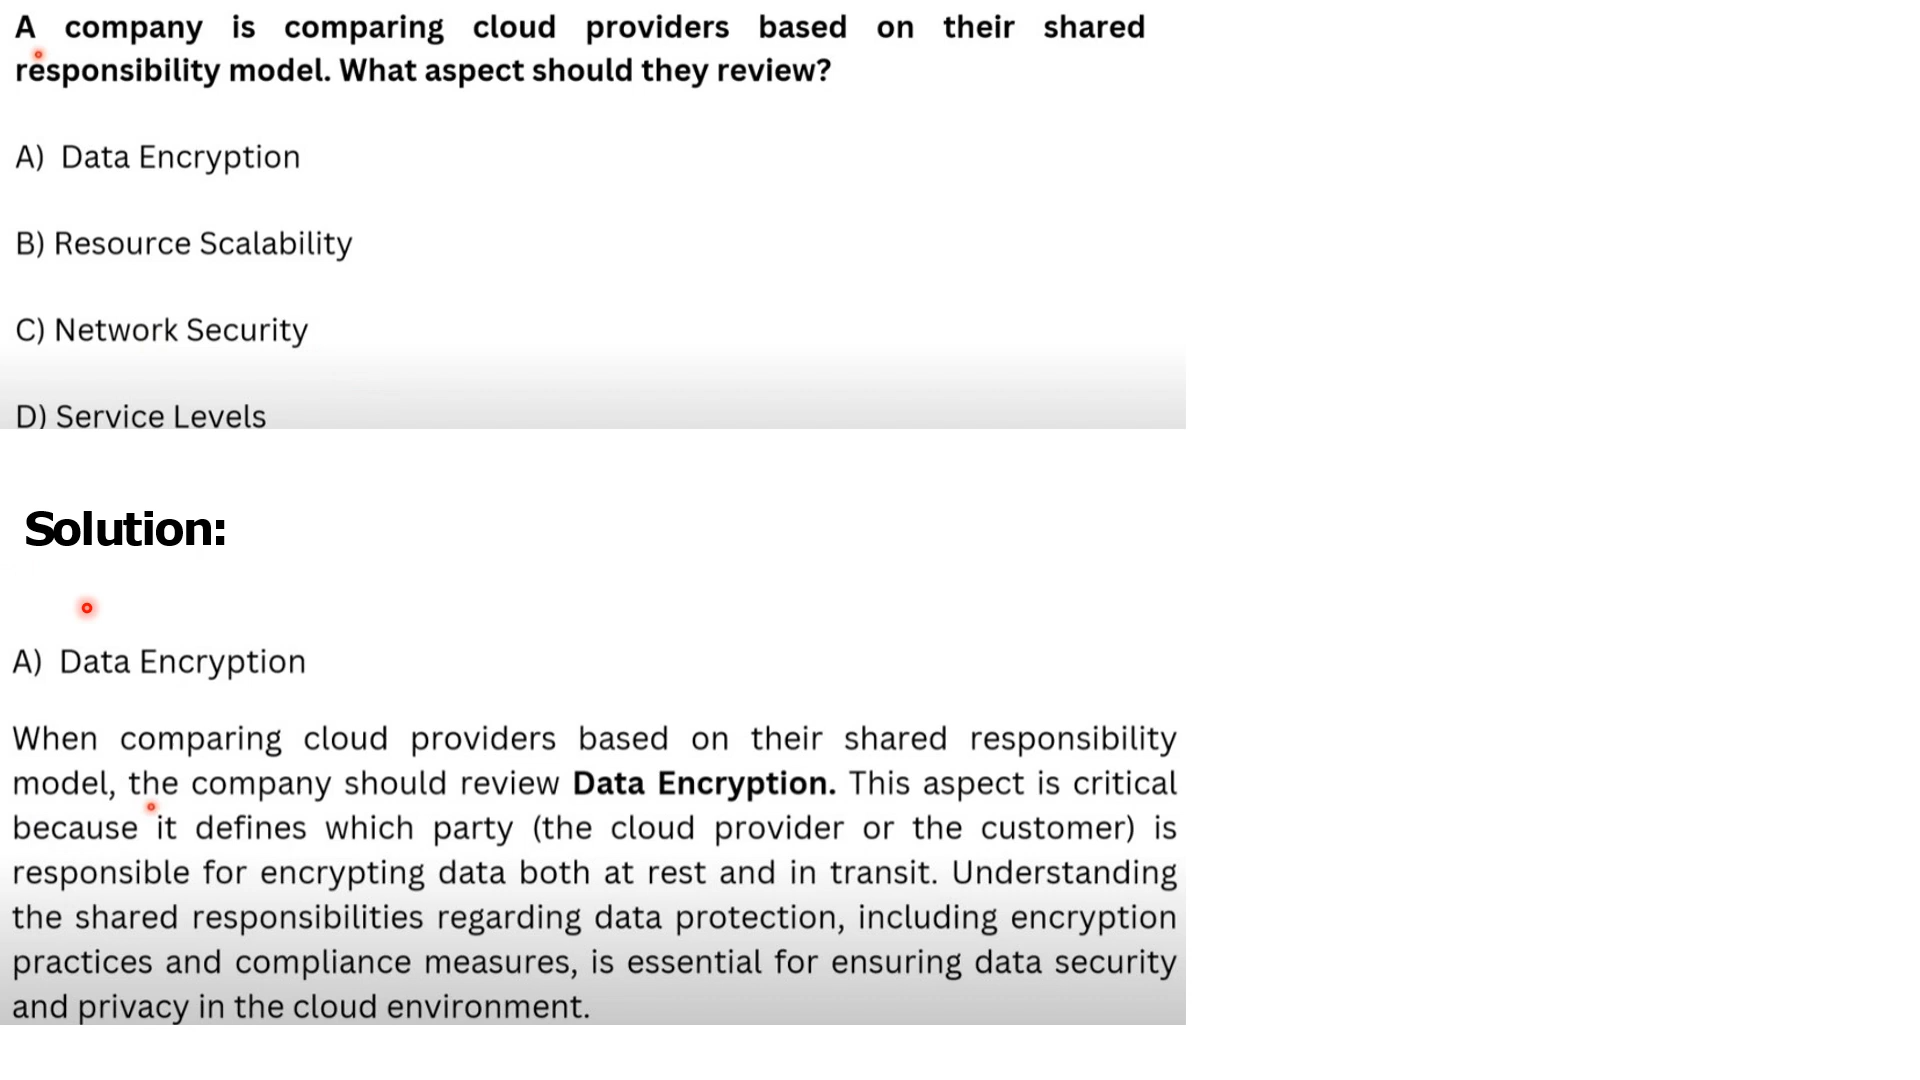 A company is comparing cloud providers based on their shared
responsibility model. What aspect should they review?
A) Data Encryption
B) Resource Scalability
C) Network Security
D) Service Levels
Solution:
A) Data Encryption
When comparing cloud providers based on their shared responsibility
model, the company should review Data Encryption. This aspect is critical
because it defines which party (the cloud provider or the customer) is
responsible for encrypting data both at rest and in transit. Understanding
the shared responsibilities regarding data protection, including encryption
practices and compliance measures, is essential for ensuring data security
and privacy in the cloud environment.